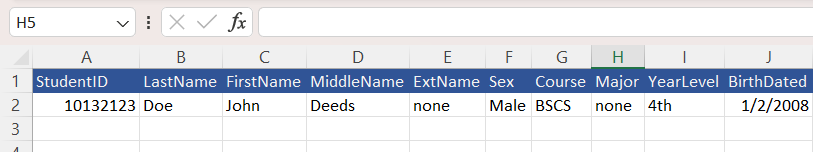 H5 fx
A B C D E F G H I J
1 StudentID LastName FirstName MiddleName ExtName Sex Course Major YearLevel BirthDated
2 10132123 Doe John Deeds none Male BSCS none 4th 1/2/2008
3